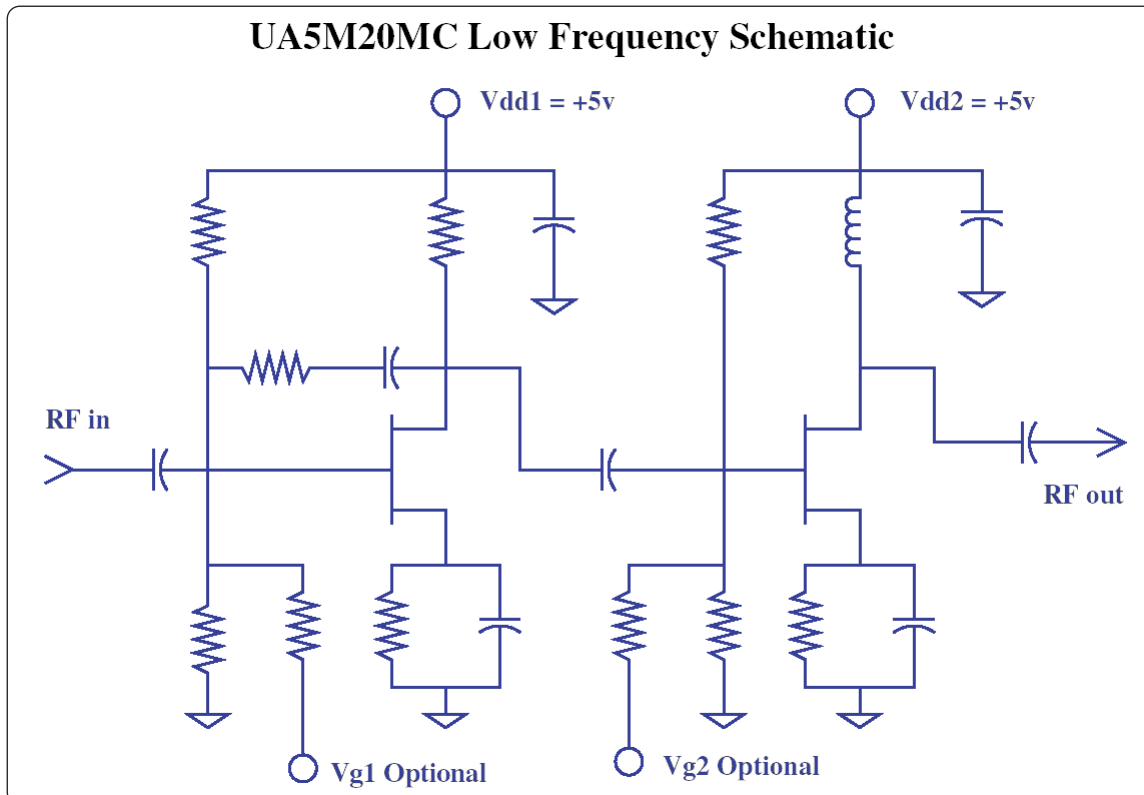 UA5M20MC Low Frequency Schematic
Vdd1 = +5v
Vdd2 = +5v
RF in
RF out
Vg1 Optional
Vg2 Optional